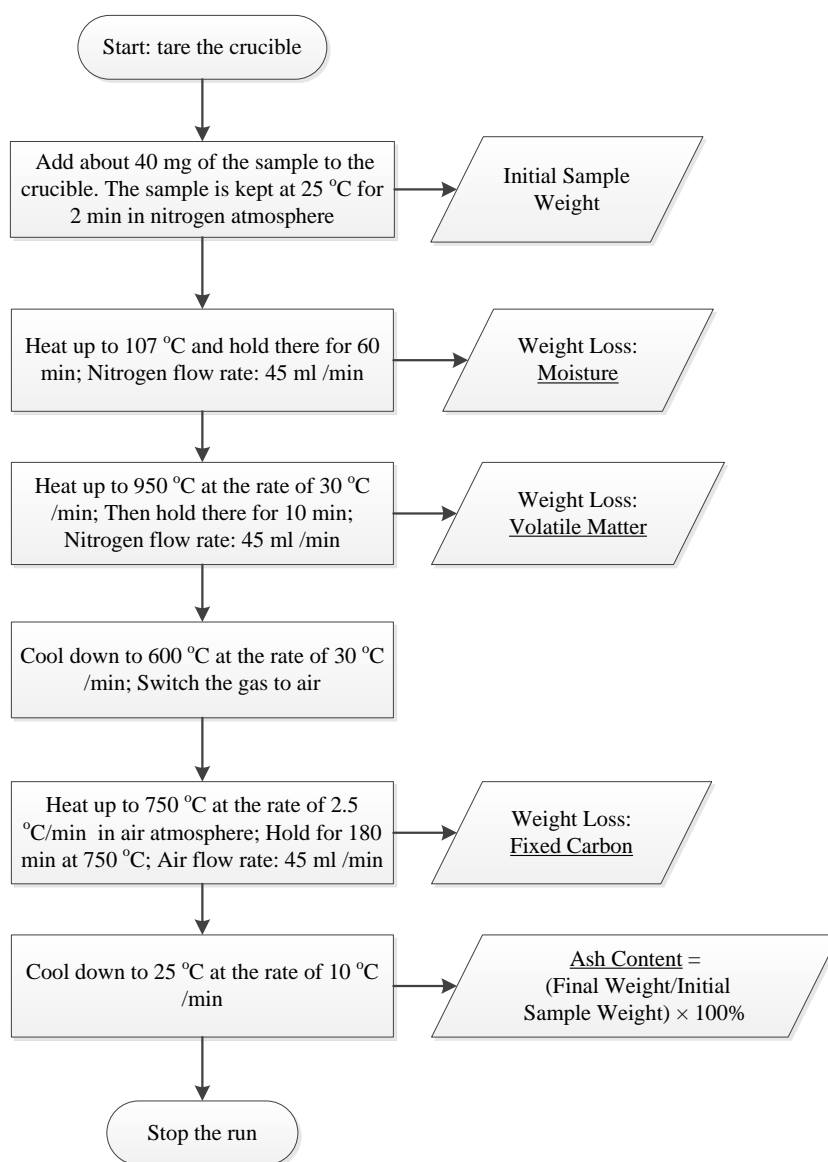 Start: tare the crucible
Add about 40 mg of the sample to the
crucible. The sample is kept at 25 °C for
2 min in nitrogen atmosphere
Initial Sample
Weight
Heat up to 107 °C and hold there for 60
min; Nitrogen flow rate: 45 ml /min
Weight Loss:
Moisture
Heat up to 950 °C at the rate of 30 °C
/min; Then hold there for 10 min;
Nitrogen flow rate: 45 ml /min
Weight Loss:
Volatile Matter
Cool down to 600 °C at the rate of 30 °C
/min; Switch the gas to air
Heat up to 750 °C at the rate of 2.5
°C/min in air atmosphere; Hold for 180
min at 750 °C; Air flow rate: 45 ml /min
Weight Loss:
Fixed Carbon
Cool down to 25 °C at the rate of 10 °C
/min
Ash Content =
(Final Weight/Initial
Sample Weight) × 100%
Stop the run